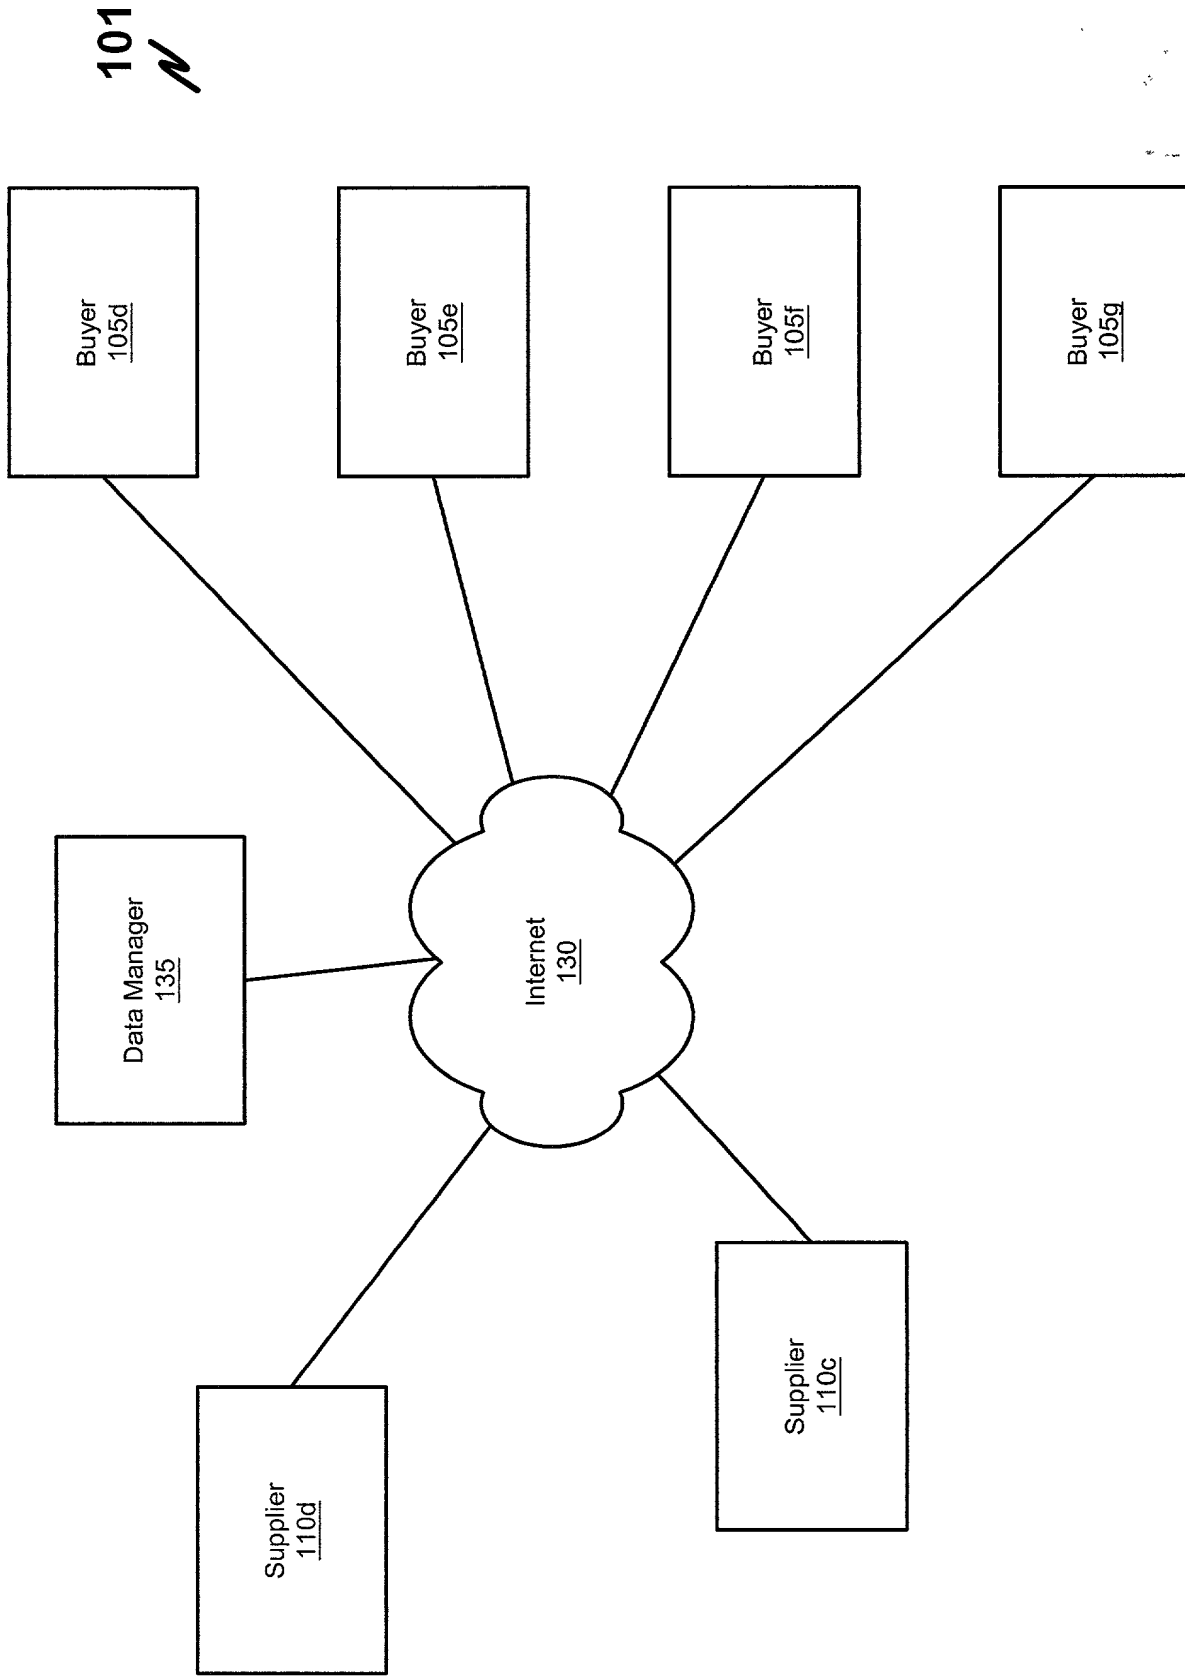 101
Data Manager
135
Supplier
110d
Buyer
105d
Internet
130
Buyer
105e
Supplier
110c
Buyer
105f
Buyer
105g